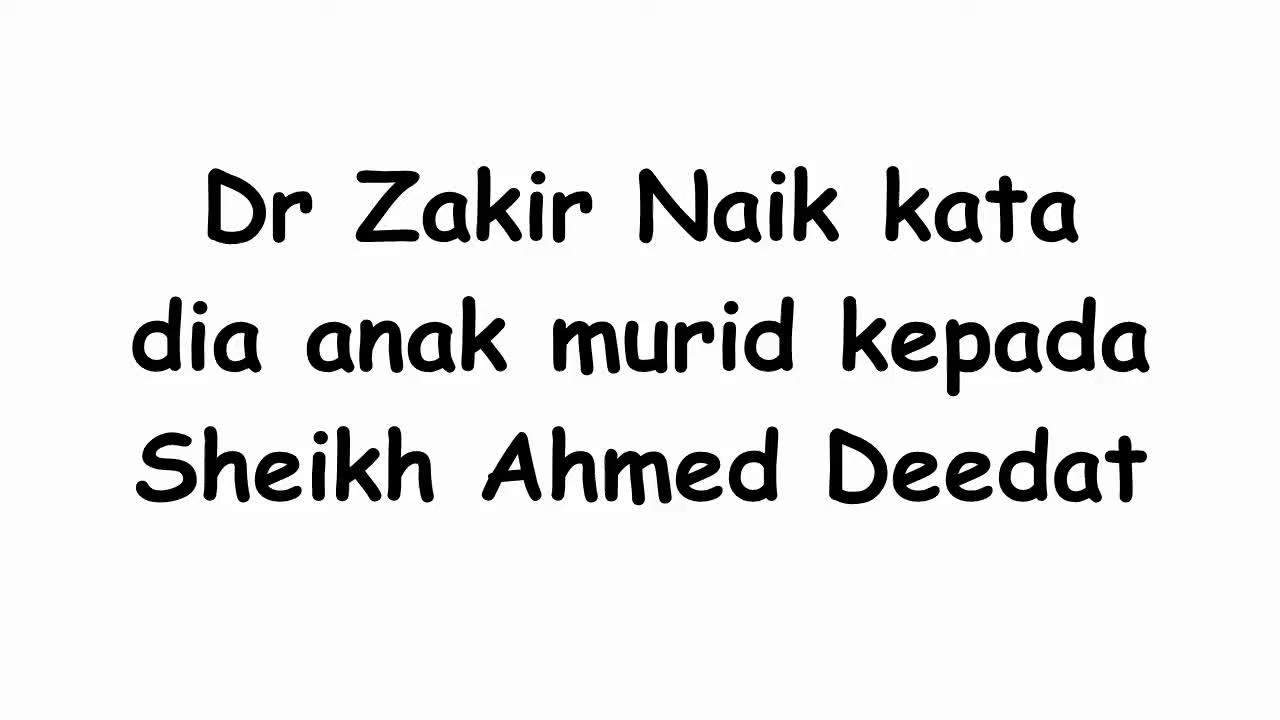 Dr Zakir Naik kata
dia anak murid kepada
Sheikh Ahmed Deedat